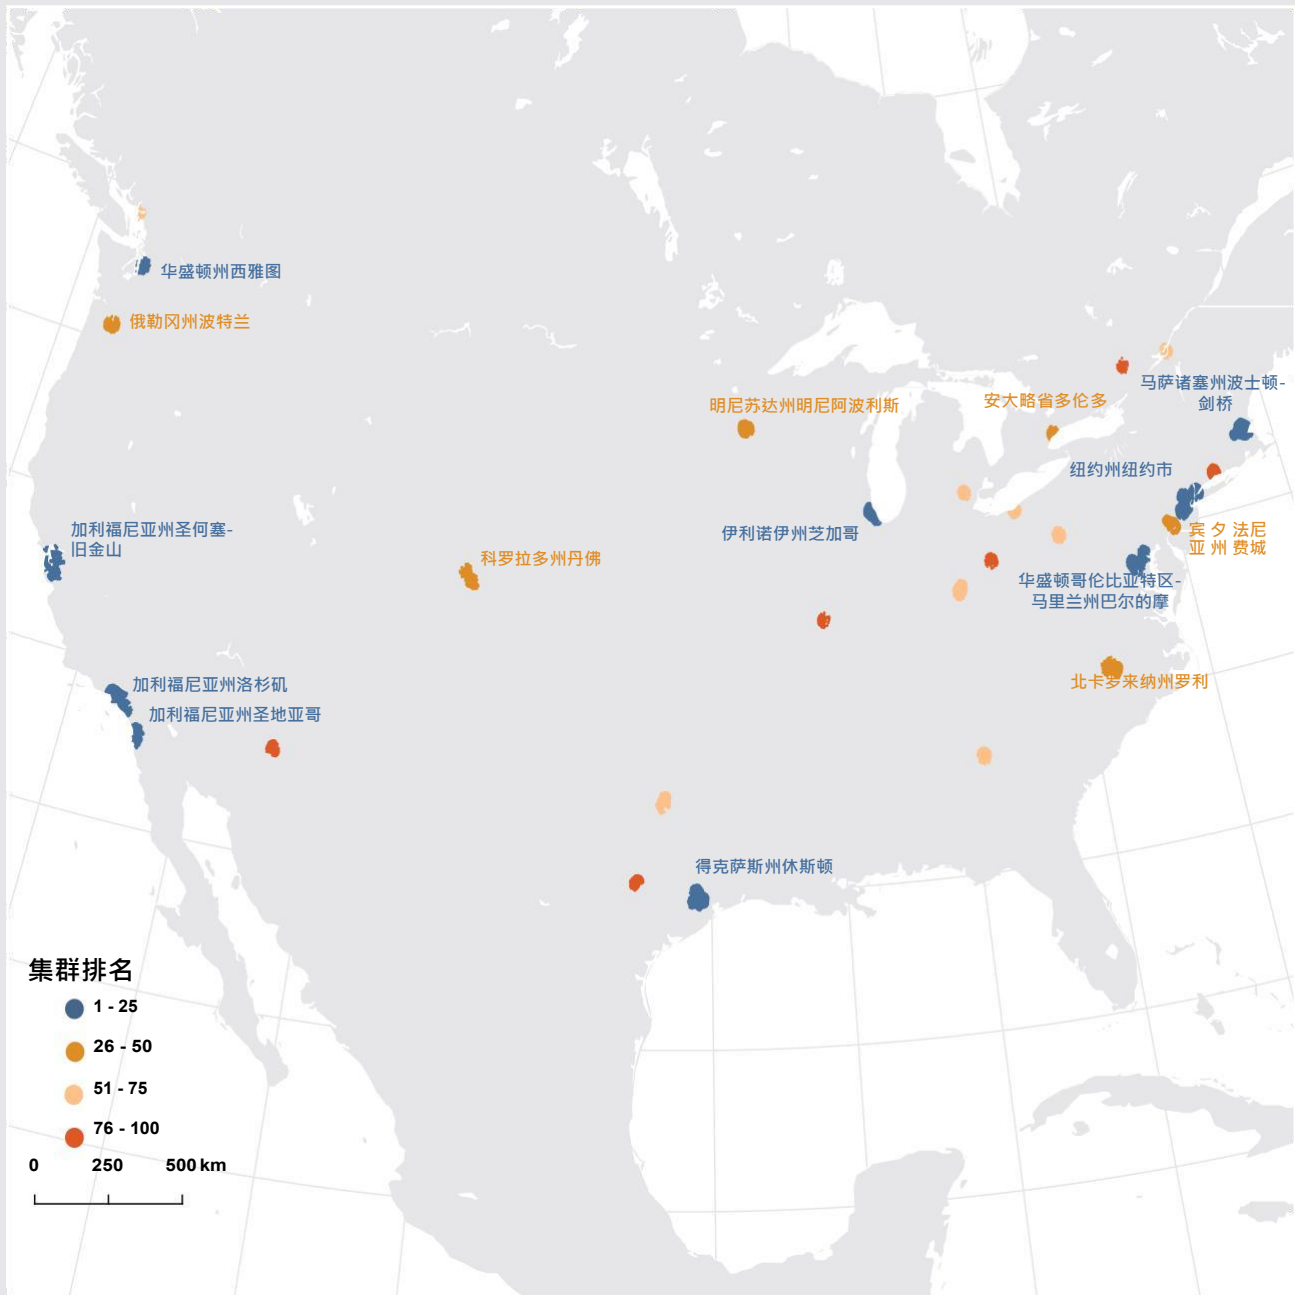 华盛顿州西雅图
俄勒冈州波特兰
马萨诸塞州波士顿-
剑桥
明尼苏达州明尼阿波利斯
安大略省多伦多
纽约州纽约市
加利福尼亚州圣何塞-
旧金山
伊利诺伊州芝加哥
宾 夕 法尼
亚 州 费城
科罗拉多州丹佛
华盛顿哥伦比亚特区-
马里兰州巴尔的摩
北卡罗来纳州罗利
加利福尼亚州洛杉矶
加利福尼亚州圣地亚哥
得克萨斯州休斯顿
集群排名
1 - 25
26 - 50
51 - 75
76 - 100
0 250 500 km